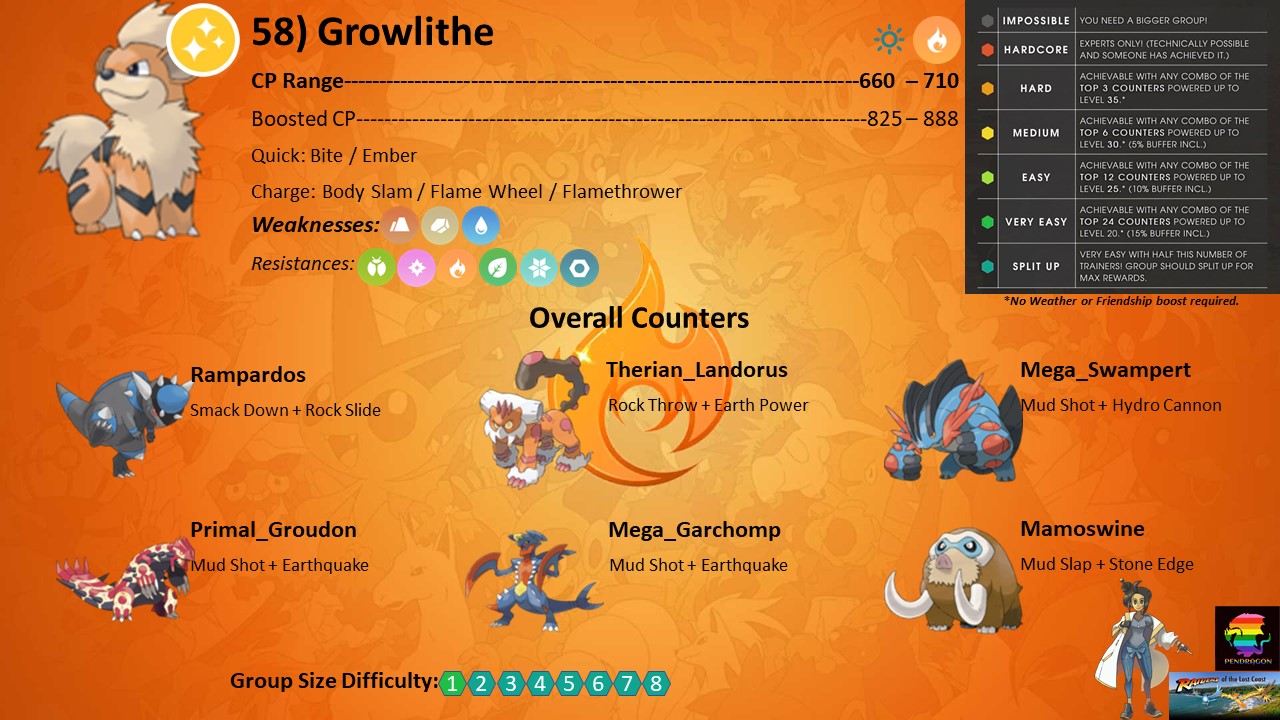 58) Growlithe
CP Range---------------------------------------------------------------------------660 – 710
Boosted CP--------------------------------------------------------------------------825 – 888
Quick: Bite / Ember
Charge: Body Slam / Flame Wheel / Flamethrower
Weaknesses:
Resistances:
IMPOSSIBLE YOU NEED A BIGGER GROUP!
HARDCORE EXPERTS ONLY! (TECHNICALLY POSSIBLE
AND SOMEONE HAS ACHIEVED IT.)
HARD ACHIEVABLE WITH ANY COMBO OF THE
TOP 3 COUNTERS POWERED UP TO
LEVEL 35.*
MEDIUM ACHIEVABLE WITH ANY COMBO OF THE
TOP 6 COUNTERS POWERED UP TO
LEVEL 30.* (5% BUFFER INCL.)
EASY ACHIEVABLE WITH ANY COMBO OF THE
TOP 12 COUNTERS POWERED UP TO
LEVEL 25.* (10% BUFFER INCL.)
VERY EASY ACHIEVABLE WITH ANY COMBO OF THE
TOP 24 COUNTERS POWERED UP TO
LEVEL 20.* (15% BUFFER INCL.)
SPLIT UP VERY EASY WITH HALF THIS NUMBER OF
TRAINERS! GROUP SHOULD SPLIT UP FOR
MAX REWARDS.
*No Weather or Friendship boost required.
Overall Counters
Rampardos
Smack Down + Rock Slide
Therian_Landorus
Rock Throw + Earth Power
Mega_Swampert
Mud Shot + Hydro Cannon
Primal_Groudon
Mud Shot + Earthquake
Mega_Garchomp
Mud Shot + Earthquake
Mamoswine
Mud Slap + Stone Edge
Group Size Difficulty: 1 2 3 4 5 6 7 8
PENDRAGON
RAIDERS of the Lost Coast